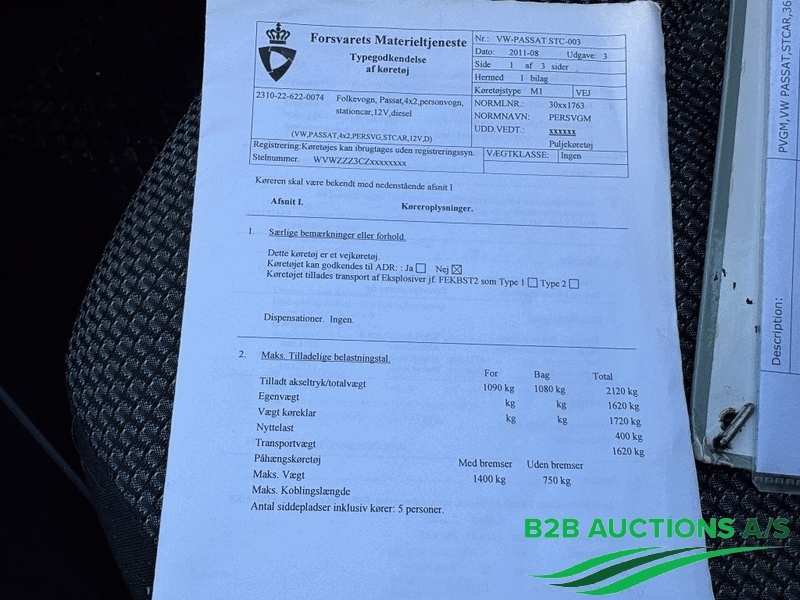 Forsvarets Materieltjeneste
Typegodkendelse
af køretøj
Nr.: VW-PASSAT STC-003
Dato: 2011-08 Udgave: 3
Side 1 af 3 sider
Hermed 1 bilag
Køretøjstype M1 VEJ
2310-22-622-0074 Folkevogn, Passat,4x2,personvogn,
stationcar,12V,diesel
(VW,PASSAT,4x2,PERSVG,STCAR,12V,D)
NORMLNR.: 30xx1763
NORMNAVN: PERSVGM
UDD.VEDT.: xxxxxx
Puljekøretøj
Registrering:Køretøjes kan ibrugtages uden registreringssyn.
Stelnummer. WVWZZZ3CZxxxxxxxx
VÆGTKLASSE: Ingen
Køreren skal være bekendt med nedenstående afsnit I
Afsnit I. Køreroplysninger.
1. Særlige bemærkninger eller forhold.
Dette køretøj er et vejkøretøj.
Køretøjet kan godkendes til ADR: : Ja ☐ Nej ☒
Køretøjet tillades transport af Eksplosiver jf. FEKBST2 som Type 1 ☐ Type 2 ☐
Dispensationer. Ingen.
2. Maks. Tilladelige belastningstal.
For Bag Total
Tilladt akseltryk/totalvægt 1090 kg 1080 kg 2120 kg
Egenvægt kg kg 1620 kg
Vægt køreklar kg kg 1720 kg
Nyttelast 400 kg
Transportvægt 1620 kg
Påhængskøretøj Med bremser Uden bremser
Maks. Vægt 1400 kg 750 kg
Maks. Koblingslængde
Antal siddepladser inklusiv kører: 5 personer.
PVGM,VW PASSAT,STCAR,36
Description:
B2B AUCTIONS A/S